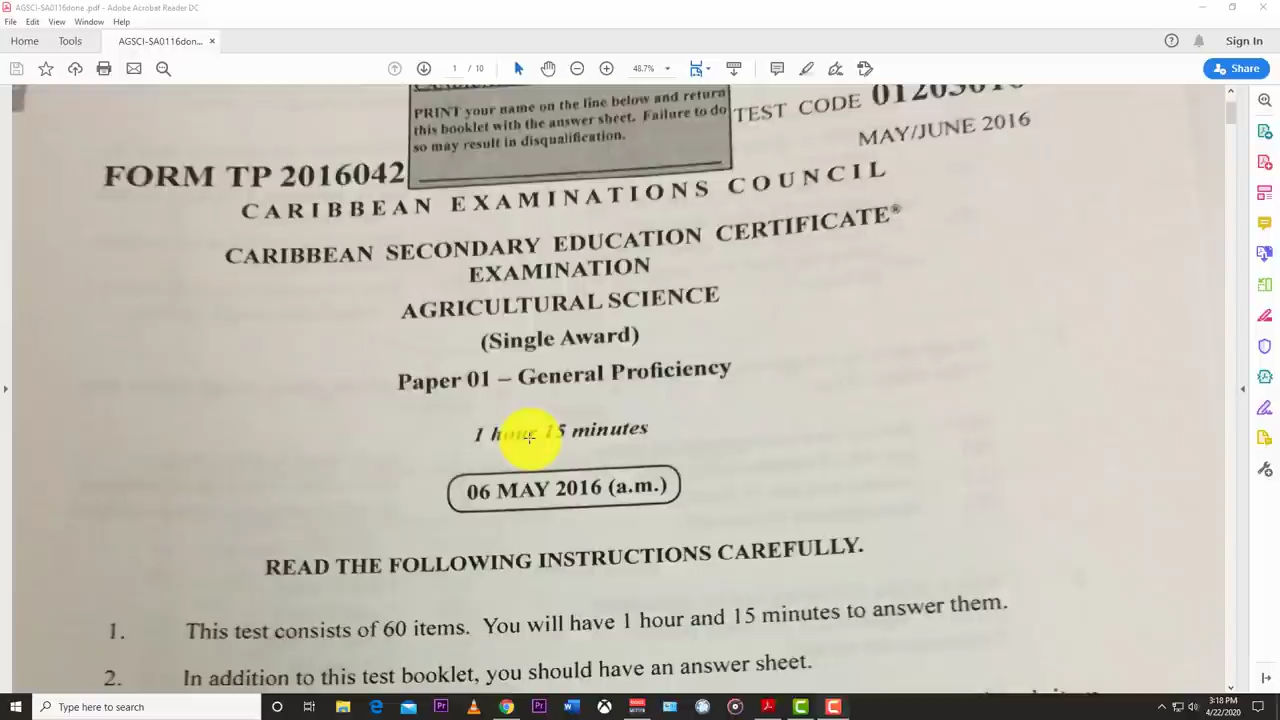 AGSCI-SA0116done .pdf - Adobe Acrobat Reader DC
File Edit View Window Help
Home Tools AGSCI-SA0116don... × Sign In
1 / 10 48.7% Share
PRINT your name on the line below and return
this booklet with the answer sheet. Failure to do
so may result in disqualification.
TEST CODE
MAY/JUNE 2016
FORM TP 2016042
CARIBBEAN EXAMINATIONS COUNCIL
CARIBBEAN SECONDARY EDUCATION CERTIFICATE®
EXAMINATION
AGRICULTURAL SCIENCE
(Single Award)
Paper 01 – General Proficiency
1 hour 15 minutes
06 MAY 2016 (a.m.)
READ THE FOLLOWING INSTRUCTIONS CAREFULLY.
1. This test consists of 60 items. You will have 1 hour and 15 minutes to answer them.
2. In addition to this test booklet, you should have an answer sheet.
Type here to search
3:18 PM
4/22/2020